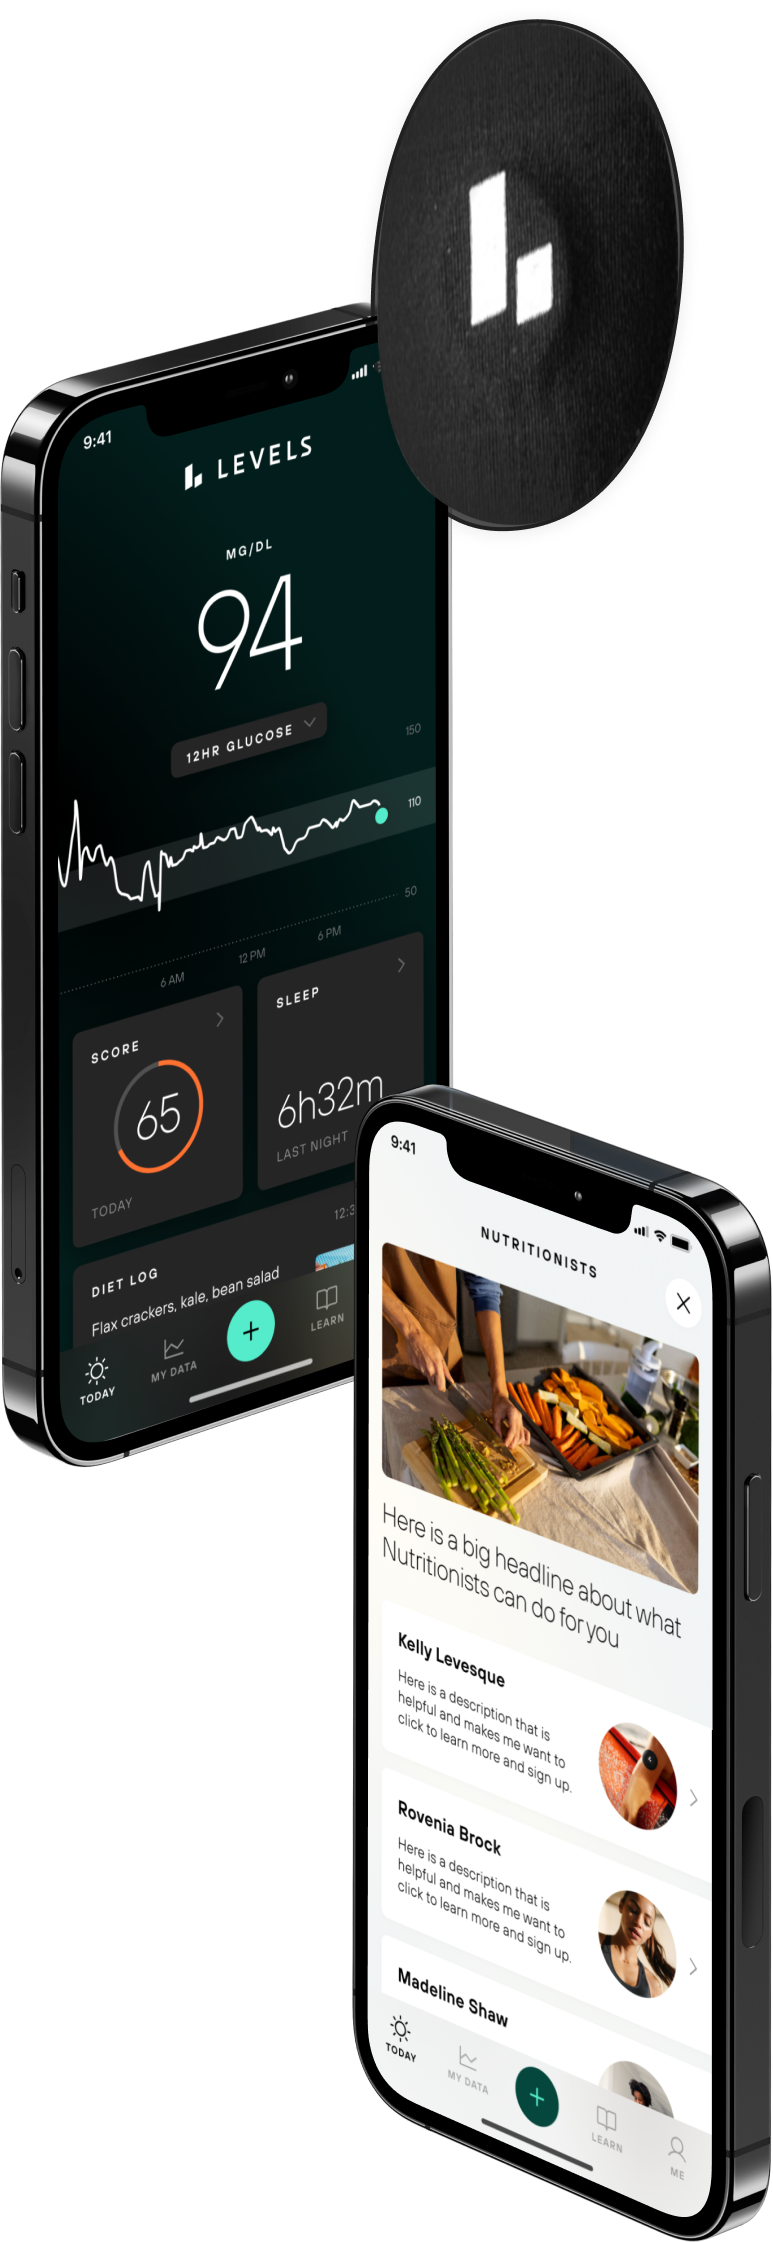 9:41
LEVELS
MG/DL
94
12HR GLUCOSE
150
110
50
6 AM
12 PM
6 PM
SCORE
65
TODAY
SLEEP
6h32m
LAST NIGHT
12:3
DIET LOG
Flax crackers, kale, bean salad
TODAY
MY DATA
LEARN
9:41
NUTRITIONISTS
Here is a big headline about what
Nutritionists can do for you
Kelly Levesque
Here is a description that is
helpful and makes me want to
click to learn more and sign up.
Rovenia Brock
Here is a description that is
helpful and makes me want to
click to learn more and sign up.
Madeline Shaw
TODAY
MY DATA
LEARN
ME